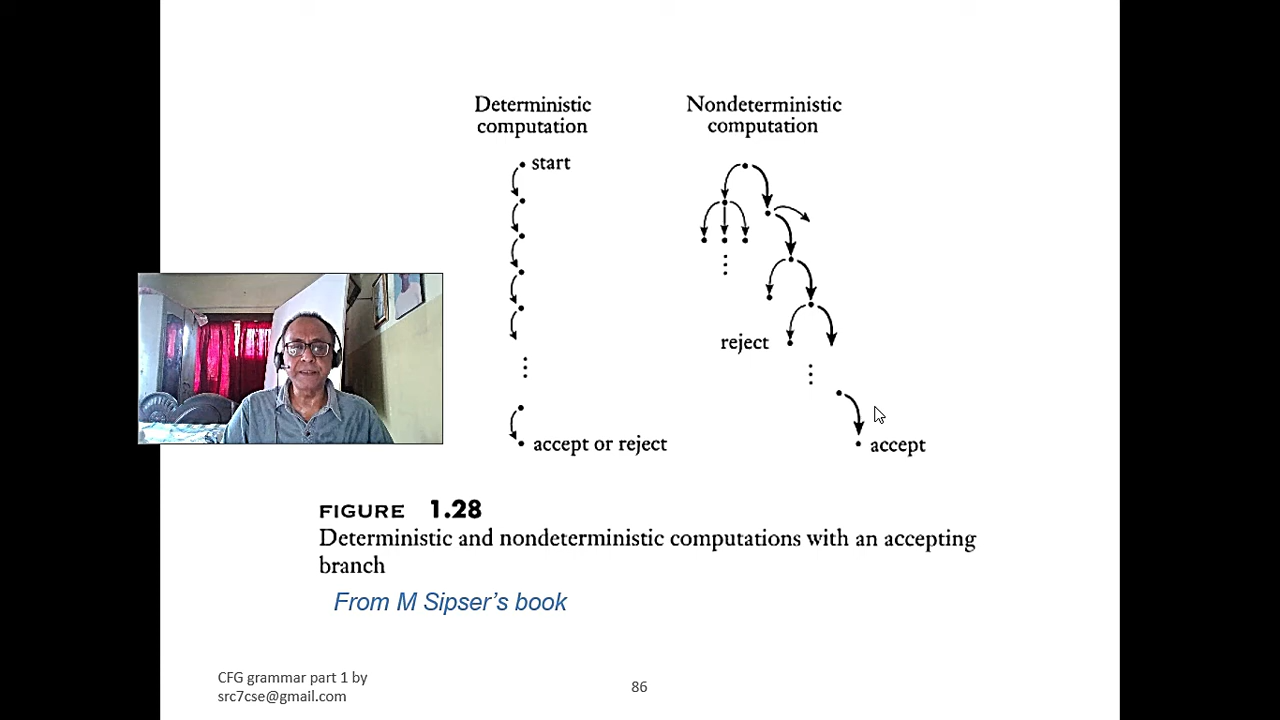 Deterministic
computation
Nondeterministic
computation
start
reject
accept or reject
accept
FIGURE 1.28
Deterministic and nondeterministic computations with an accepting
branch
From M Sipser's book
CFG grammar part 1 by
src7cse@gmail.com
86